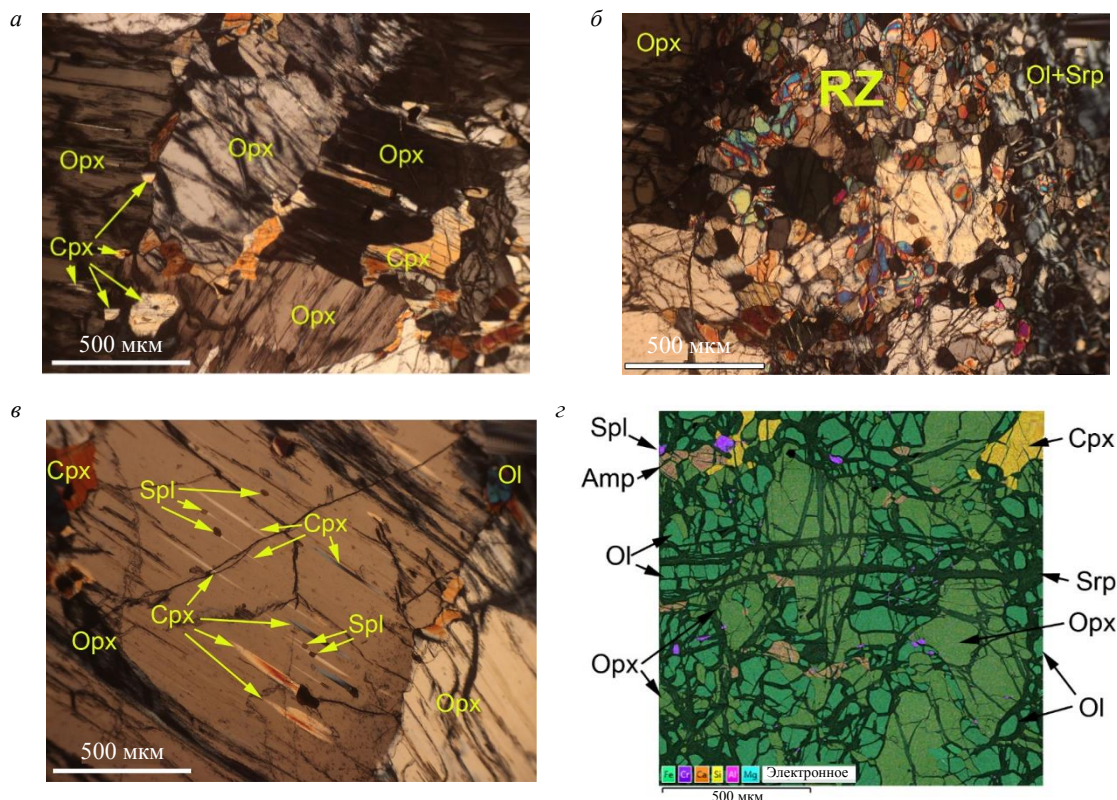 а
Opx
Opx
Opx
Cpx
Cpx
Opx
500 мкм
б
Opx
RZ
Ol+Srp
500 мкм
в
Cpx
Spl
Ol
Cpx
Cpx
Spl
Opx
Opx
500 мкм
г
Spl
Cpx
Amp
Ol
Srp
Opx
Opx
Ol
Fe Cr Ca Si Al Mg Электронное
500 мкм